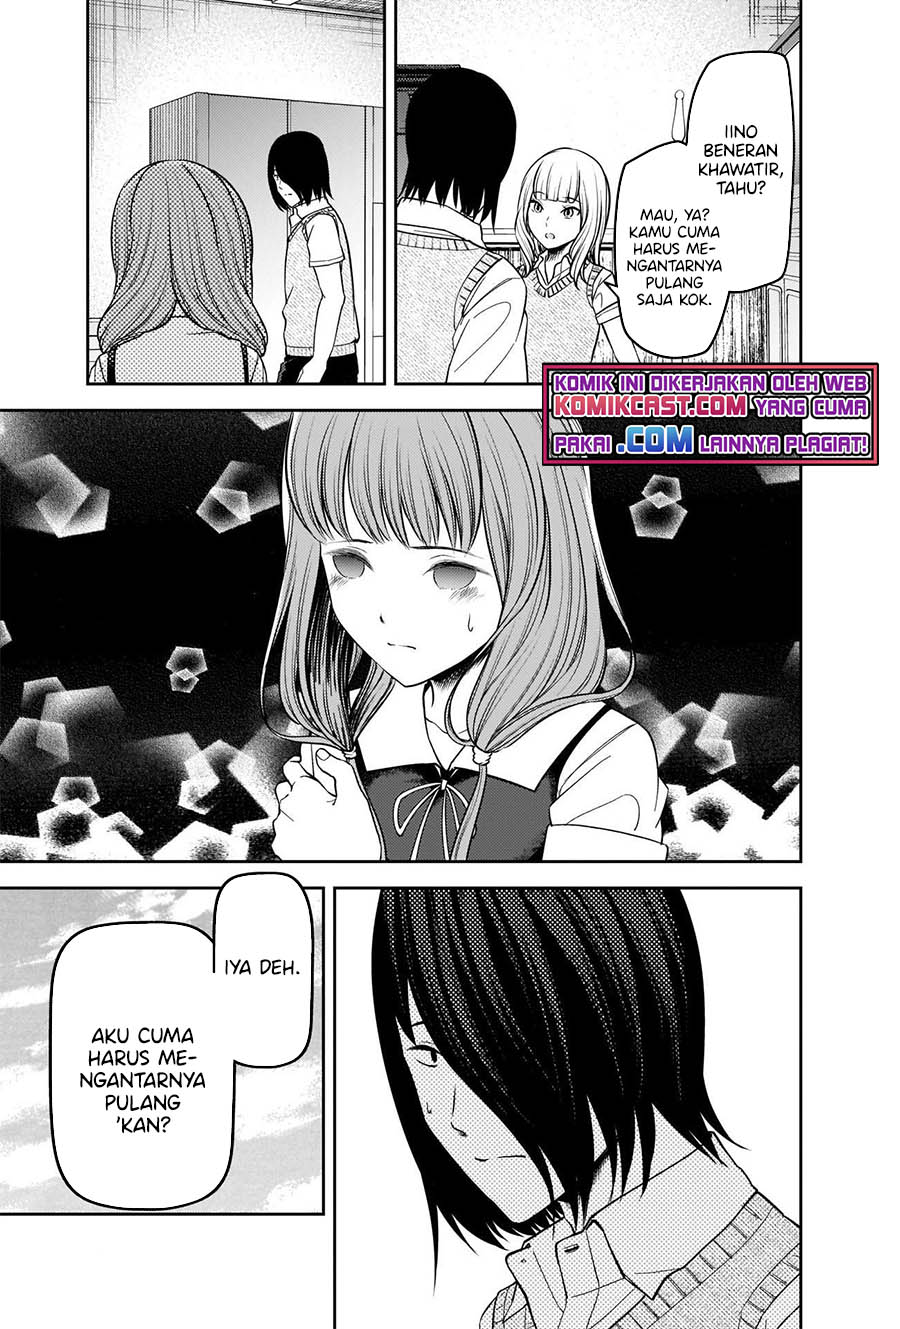 IINO
BENERAN
KHAWATIR,
TAHU?
MAU, YA?
KAMU CUMA
HARUS ME-
NGANTARNYA
PULANG
SAJA KOK.
KOMIK INI DIKERJAKAN OLEH WEB
KOMIKCAST.COM YANG CUMA
PAKAI .COM LAINNYA PLAGIAT!
IYA DEH.
AKU CUMA
HARUS ME-
NGANTARNYA
PULANG
'KAN?